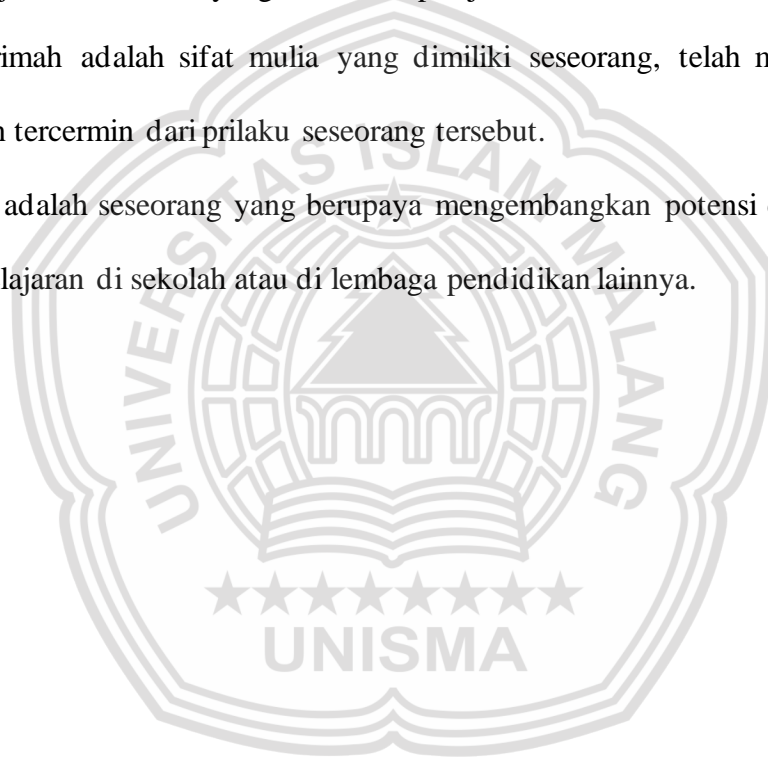 rimah adalah sifat mulia yang dimiliki seseorang, telah
tercermin dari prilaku seseorang tersebut.
adalah seseorang yang berupaya mengembangkan potensi
lajaran di sekolah atau di lembaga pendidikan lainnya.
UNIVERSITAS ISLAM MALANG
UNISMA